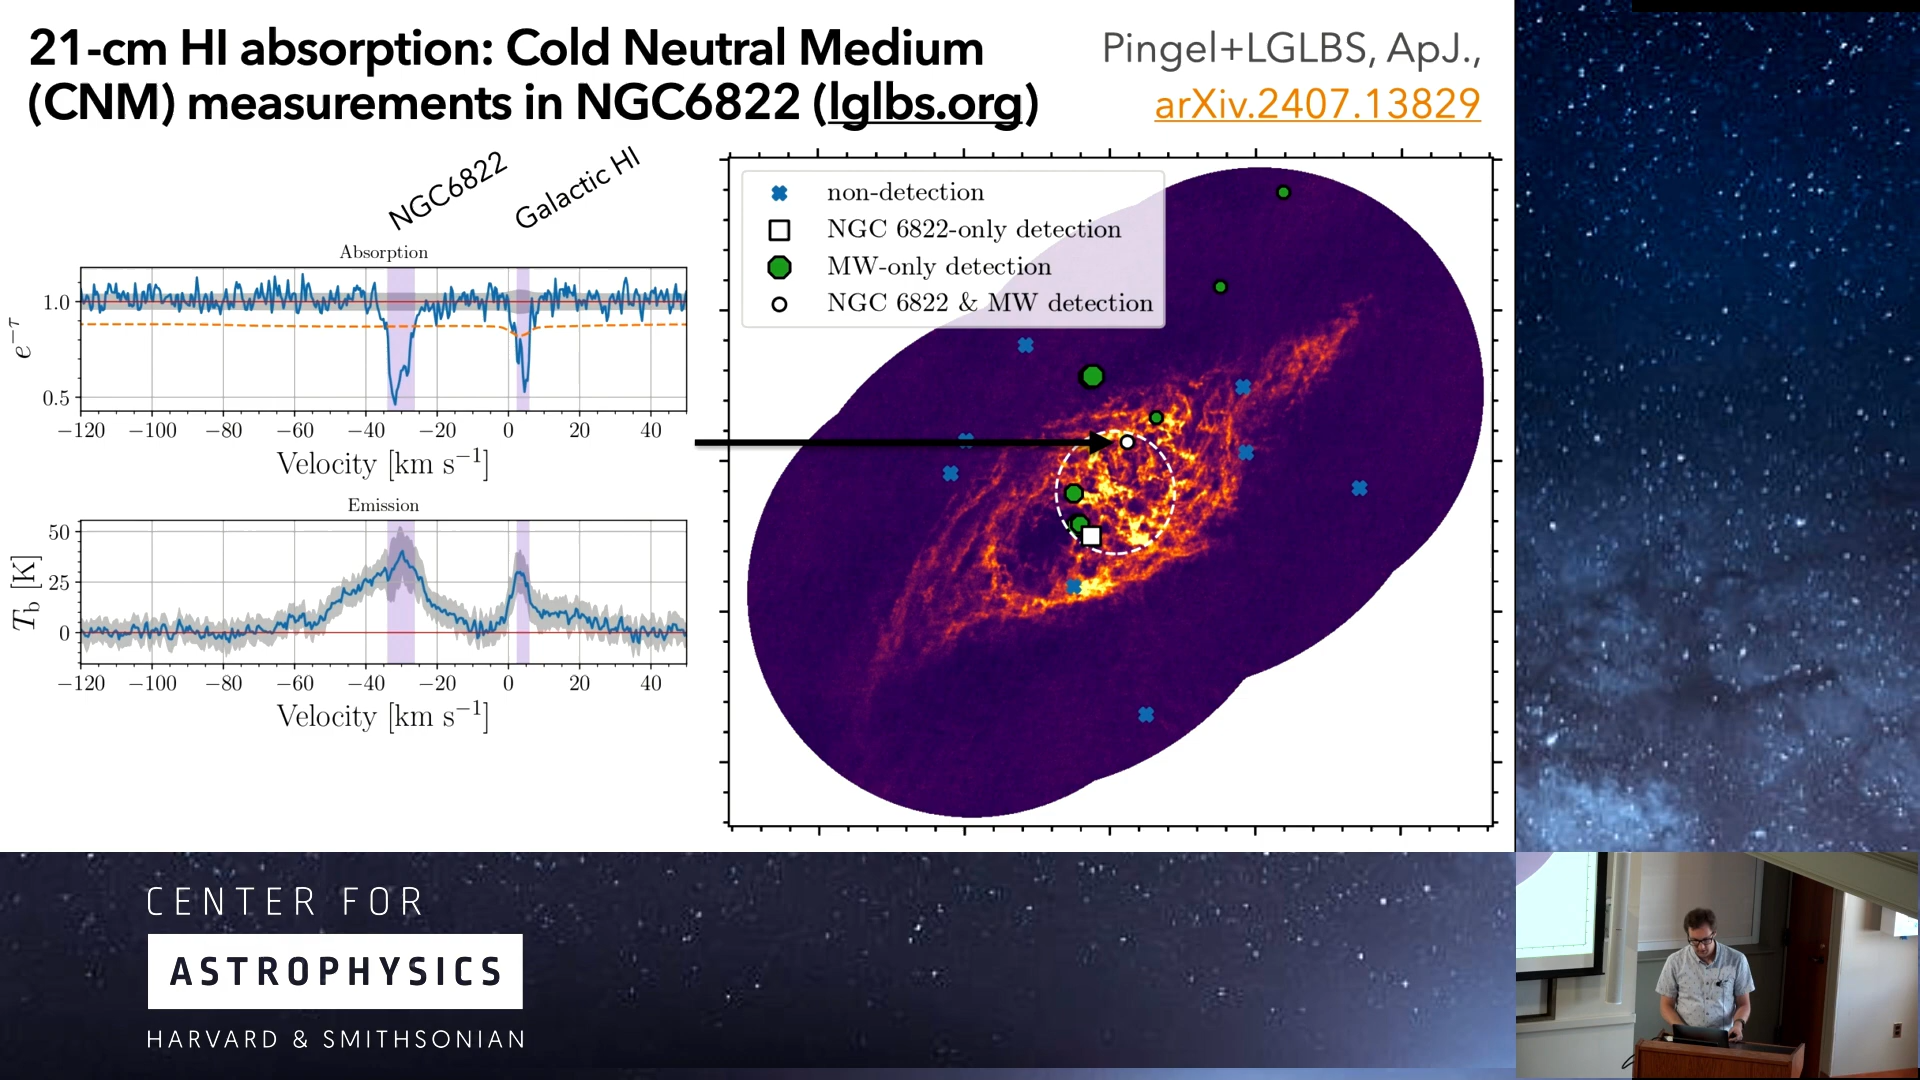 21-cm HI absorption: Cold Neutral Medium
(CNM) measurements in NGC6822 (lglbs.org)
Pingel+LGLBS, ApJ.,
arXiv.2407.13829
NGC6822
Galactic HI
Absorption
1.0
0.5
e^{−τ}
−120 −100 −80 −60 −40 −20 0 20 40
Velocity [km s⁻¹]
Emission
50
25
0
T_b [K]
−120 −100 −80 −60 −40 −20 0 20 40
Velocity [km s⁻¹]
non-detection
NGC 6822-only detection
MW-only detection
NGC 6822 & MW detection
CENTER FOR
ASTROPHYSICS
HARVARD & SMITHSONIAN